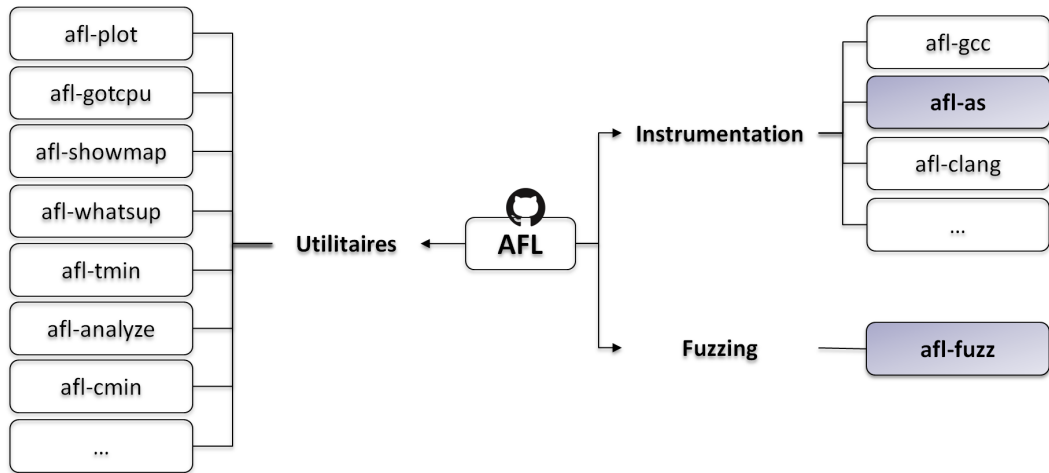 afl-plot
afl-gotcpu
afl-showmap
afl-whatsup
afl-tmin
afl-analyze
afl-cmin
...
Utilitaires
AFL
Instrumentation
afl-gcc
afl-as
afl-clang
...
Fuzzing
afl-fuzz